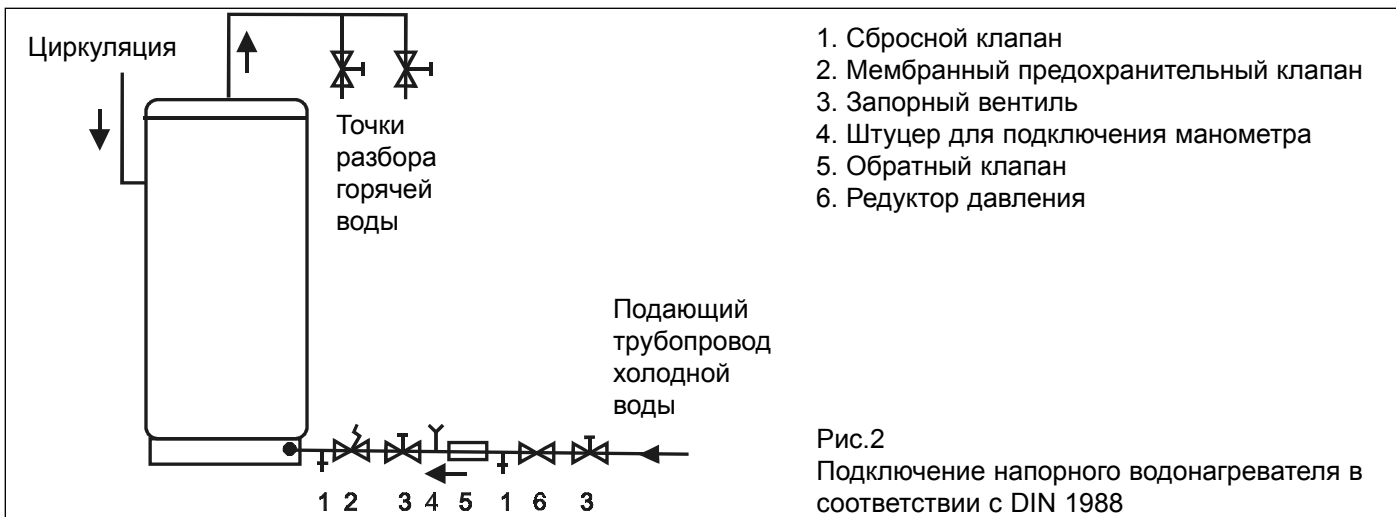 Циркуляция
Точки
разбора
горячей
воды
Подающий
трубопровод
холодной
воды
1 2 3 4 5 1 6 3
1. Сбросной клапан
2. Мембранный предохранительный клапан
3. Запорный вентиль
4. Штуцер для подключения манометра
5. Обратный клапан
6. Редуктор давления
Рис.2
Подключение напорного водонагревателя в
соответствии с DIN 1988